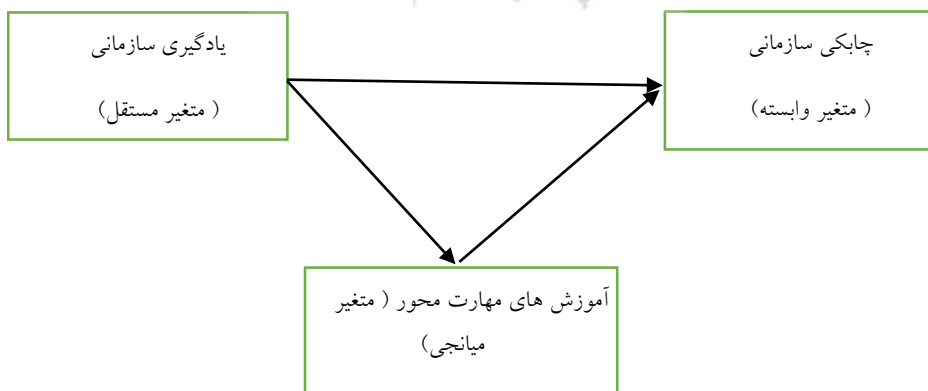 یادگیری سازمانی
( متغیر مستقل)
چابکی سازمانی
( متغیر وابسته)
آموزش های مهارت محور ( متغیر
میانجی)